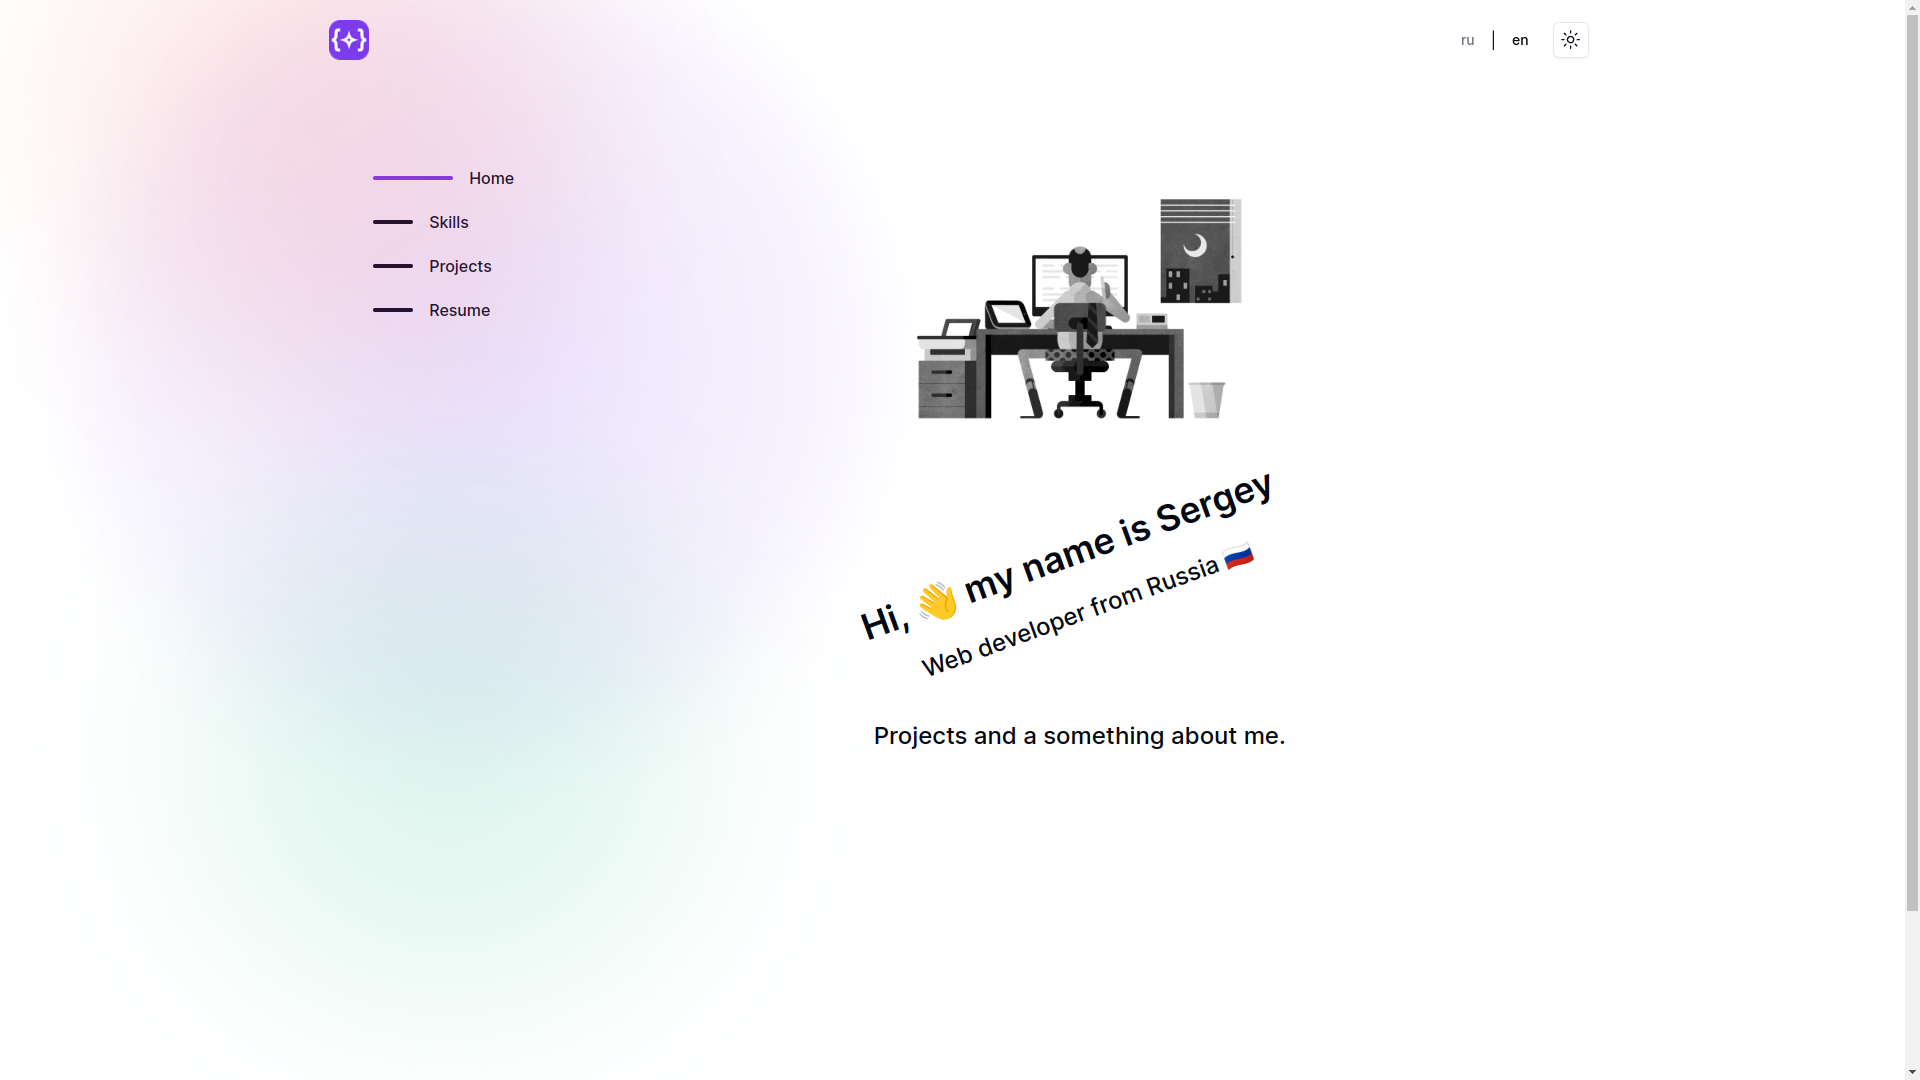 ru | en
Home
Skills
Projects
Resume
Hi, 👋 my name is Sergey
Web developer from Russia 🇷🇺
Projects and a something about me.